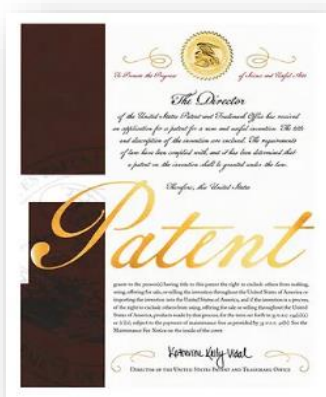 To Promote the Progress of Science and Useful Arts
The Director
of the United States Patent and Trademark Office has received
an application for a patent for a new and useful invention. The title
and description of the invention are enclosed. The requirements
of law have been complied with, and it has been determined that
a patent on the invention shall be granted under the law.
Therefore, this United States
Patent
grants to the person(s) having title to this patent the right to exclude others from making,
using, offering for sale, or selling the invention throughout the United States of America or
importing the invention into the United States of America, and if the invention is a process,
of the right to exclude others from using, offering for sale or selling throughout the United
States of America, products made by that process, for the term set forth in 35 U.S.C. 154(a)(2)
or (c)(1), subject to the payment of maintenance fees as provided by 35 U.S.C. 41(b). See the
Maintenance Fee Notice on the inside of the cover.
Katherine Kelly Vidal
Director of the United States Patent and Trademark Office